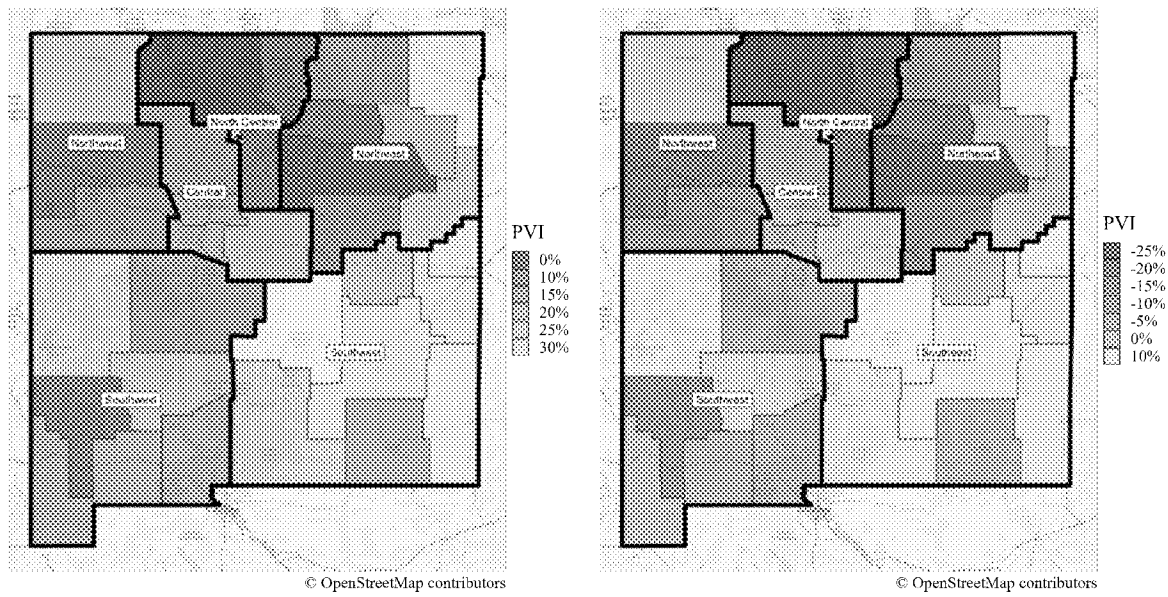 North Central
Northwest
Northeast
Central
Southeast
Southwest
PVI
0%
10%
15%
20%
25%
30%
© OpenStreetMap contributors
North Central
Northwest
Northeast
Central
Southeast
Southwest
PVI
-25%
-20%
-15%
-10%
-5%
0%
10%
© OpenStreetMap contributors